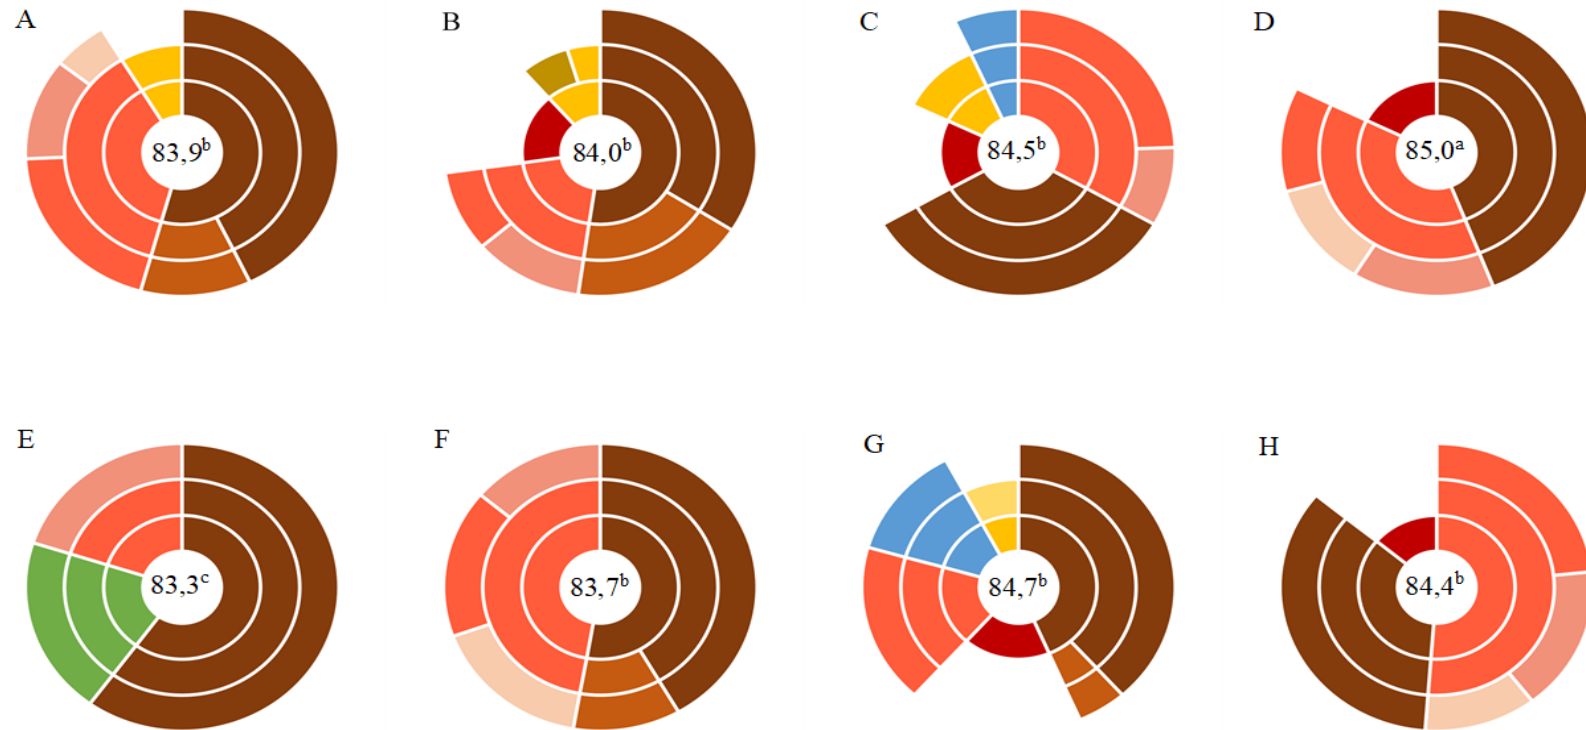 A
B
C
D
83,9ᵇ
84,0ᵇ
84,5ᵇ
85,0ᵃ
E
F
G
H
83,3ᶜ
83,7ᵇ
84,7ᵇ
84,4ᵇ